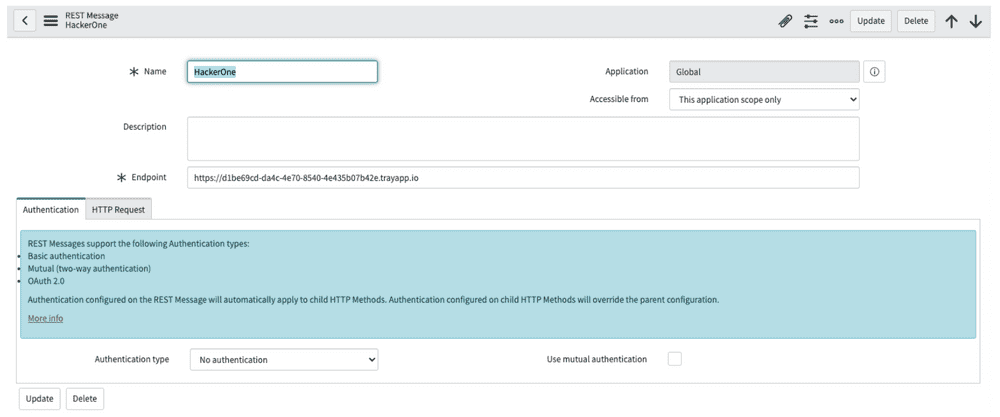 REST Message
HackerOne
Update
Delete
Name
HackerOne
Application
Global
Accessible from
This application scope only
Description
Endpoint
https://d1be69cd-da4c-4e70-8540-4e435b07b42e.trayapp.io
Authentication
HTTP Request
REST Messages support the following Authentication types:
Basic authentication
Mutual (two-way authentication)
OAuth 2.0
Authentication configured on the REST Message will automatically apply to child HTTP Methods. Authentication configured on child HTTP Methods will override the parent configuration.
More info
Authentication type
No authentication
Use mutual authentication
Update
Delete